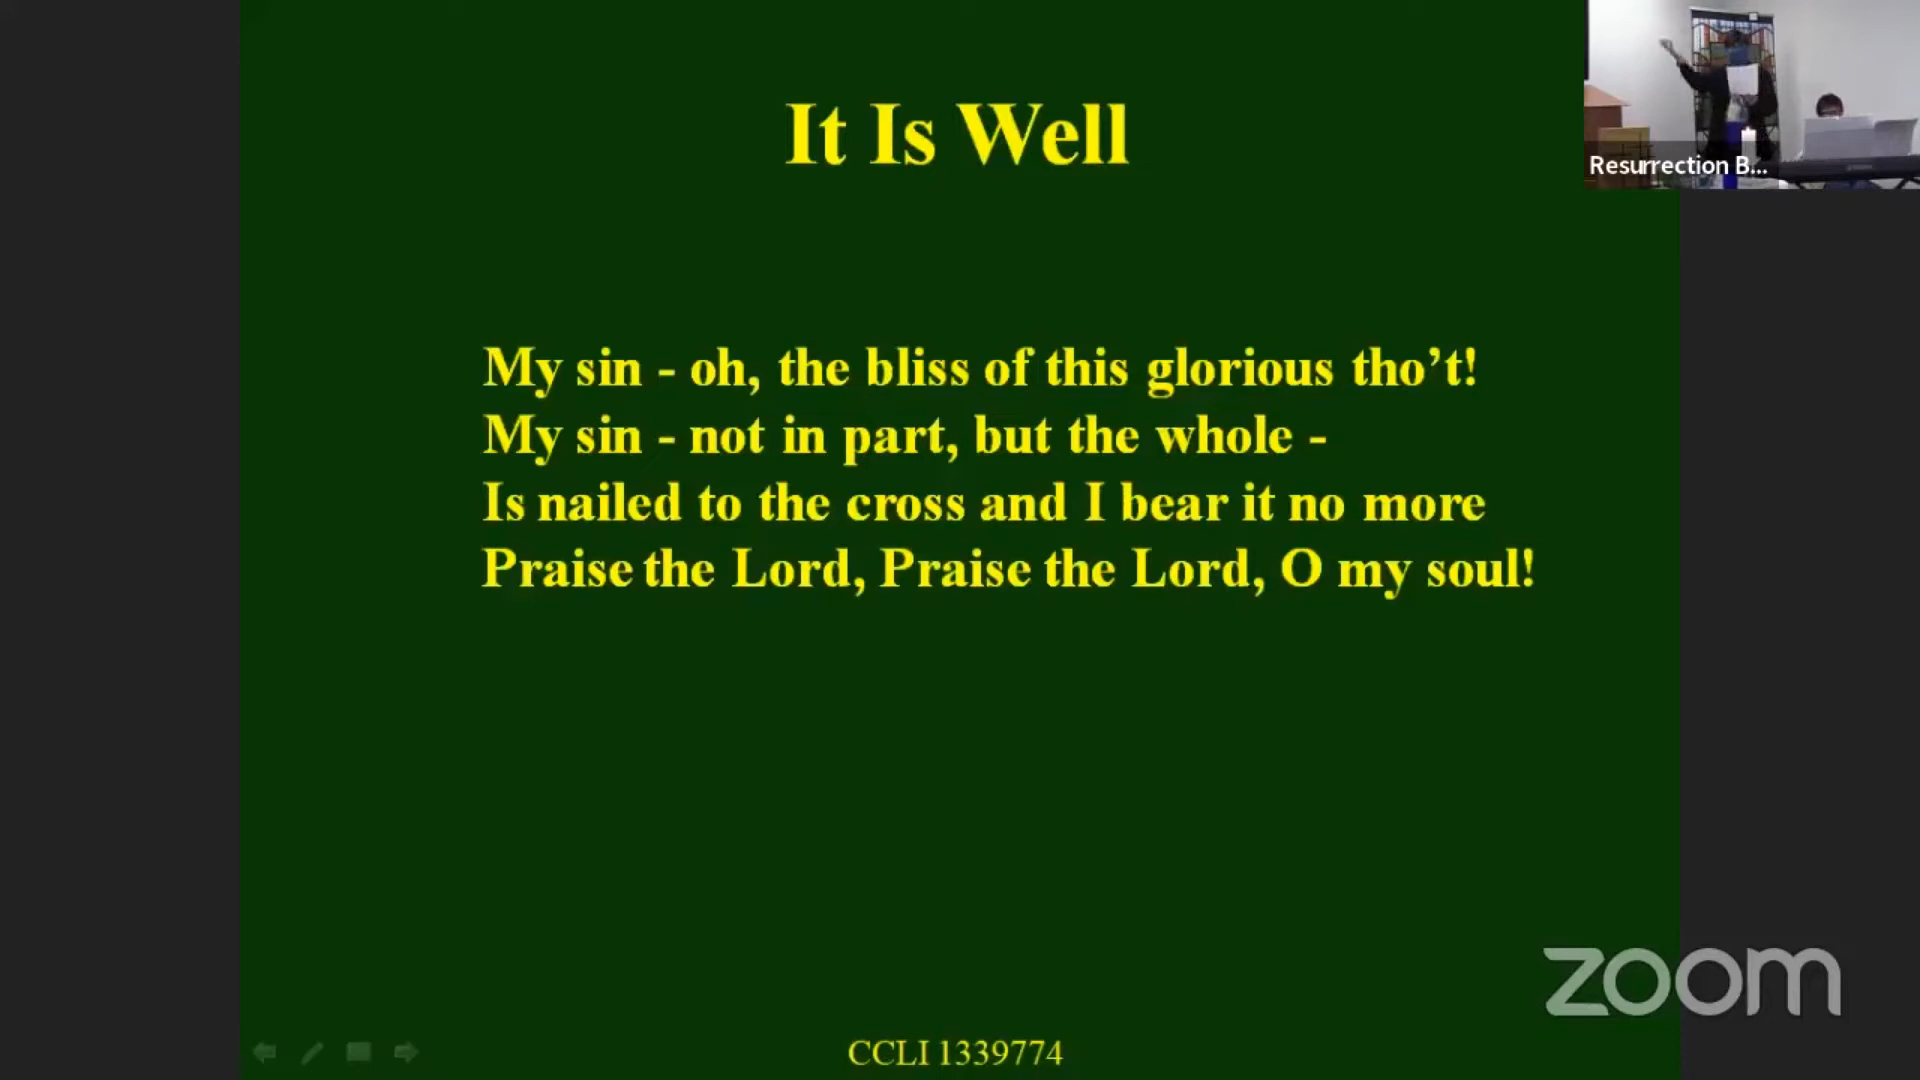 It Is Well
Resurrection B...
My sin - oh, the bliss of this glorious tho’t!
My sin - not in part, but the whole -
Is nailed to the cross and I bear it no more
Praise the Lord, Praise the Lord, O my soul!
zoom
CCLI 1339774